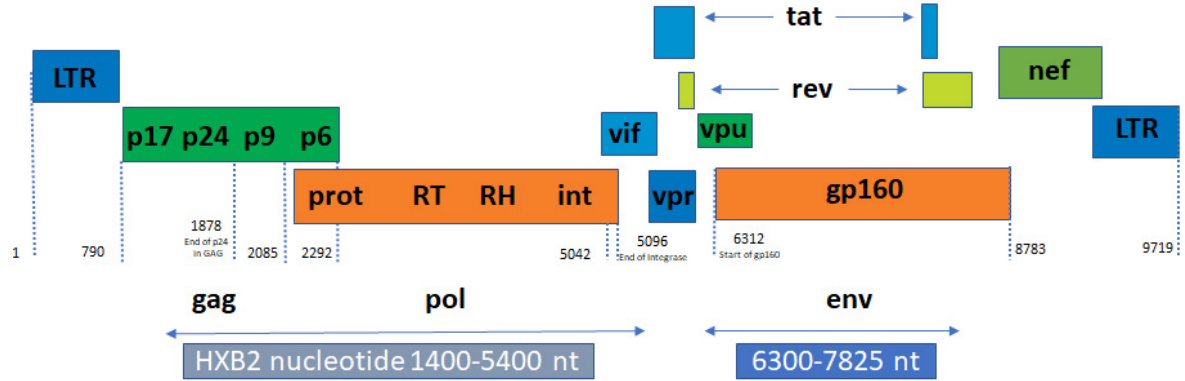 tat
LTR
rev
nef
p17 p24 p9 p6
vif
vpu
LTR
prot RT RH int
vpr
gp160
1
790
1878
End of p24
in GAG
2085
2292
5042
5096
End of Integrase
6312
Start of gp160
8783
9719
gag
pol
env
HXB2 nucleotide 1400-5400 nt
6300-7825 nt